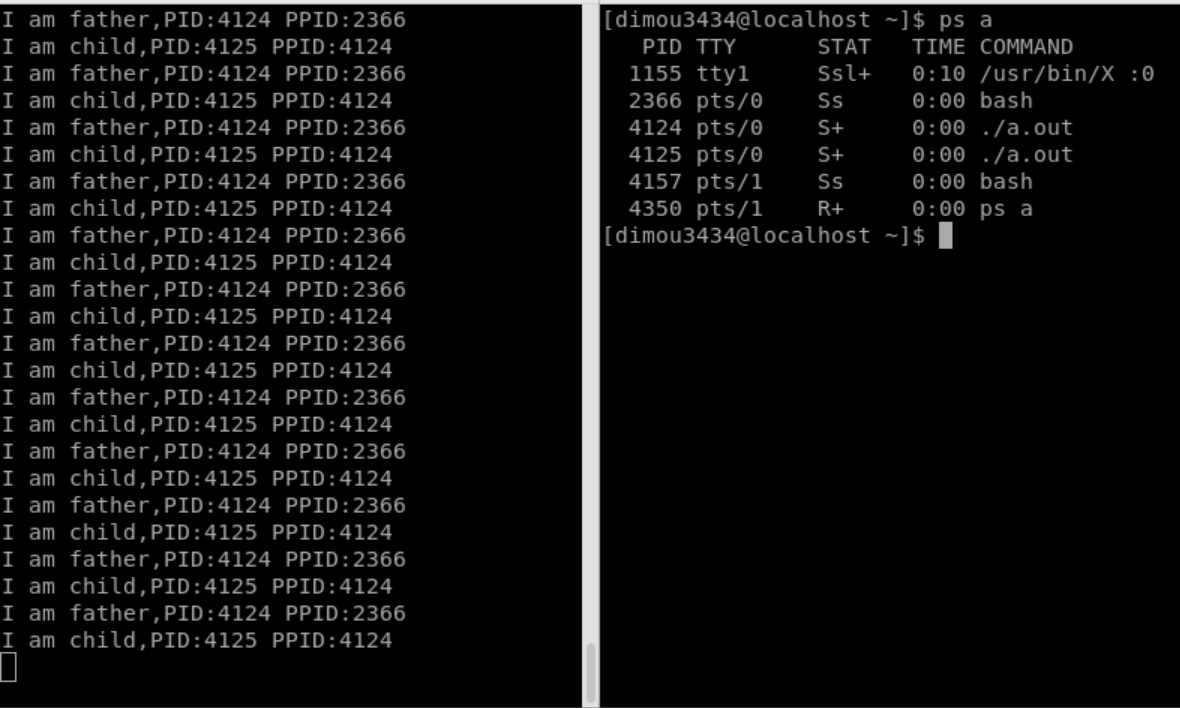 I am father,PID:4124 PPID:2366
I am child,PID:4125 PPID:4124
I am father,PID:4124 PPID:2366
I am child,PID:4125 PPID:4124
I am father,PID:4124 PPID:2366
I am child,PID:4125 PPID:4124
I am father,PID:4124 PPID:2366
I am child,PID:4125 PPID:4124
I am father,PID:4124 PPID:2366
I am child,PID:4125 PPID:4124
I am father,PID:4124 PPID:2366
I am child,PID:4125 PPID:4124
I am father,PID:4124 PPID:2366
I am child,PID:4125 PPID:4124
I am father,PID:4124 PPID:2366
I am child,PID:4125 PPID:4124
I am father,PID:4124 PPID:2366
I am child,PID:4125 PPID:4124
I am father,PID:4124 PPID:2366
I am child,PID:4125 PPID:4124
I am father,PID:4124 PPID:2366
I am child,PID:4125 PPID:4124
I am father,PID:4124 PPID:2366
I am child,PID:4125 PPID:4124
[dimou3434@localhost ~]$ ps a
PID TTY STAT TIME COMMAND
1155 tty1 Ssl+ 0:10 /usr/bin/X :0
2366 pts/0 Ss 0:00 bash
4124 pts/0 S+ 0:00 ./a.out
4125 pts/0 S+ 0:00 ./a.out
4157 pts/1 Ss 0:00 bash
4350 pts/1 R+ 0:00 ps a
[dimou3434@localhost ~]$